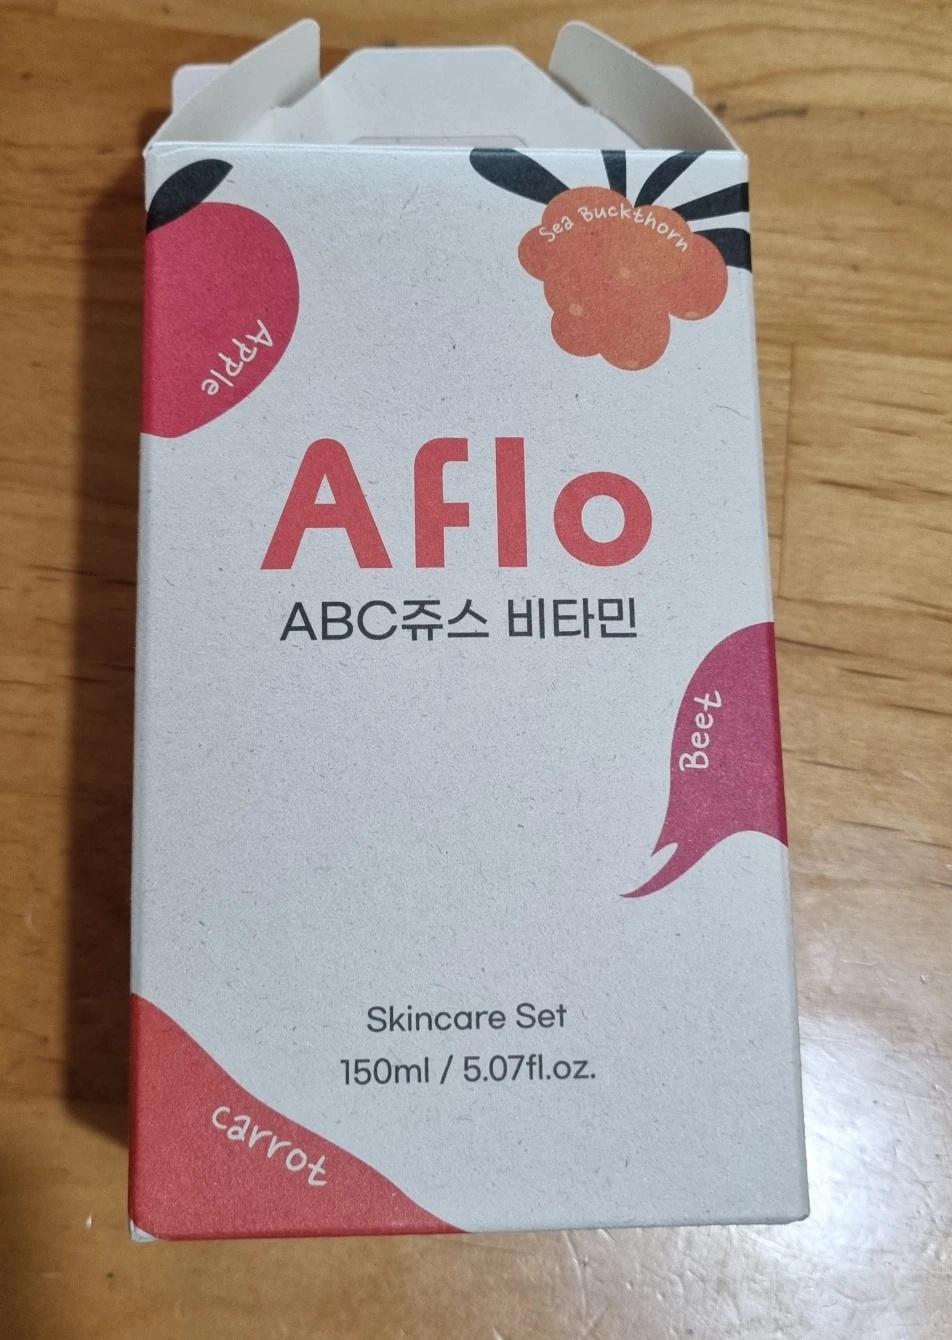 Sea Buckthorn
Apple
Aflo
ABC쥬스 비타민
Beet
Skincare Set
150ml / 5.07fl.oz.
carrot